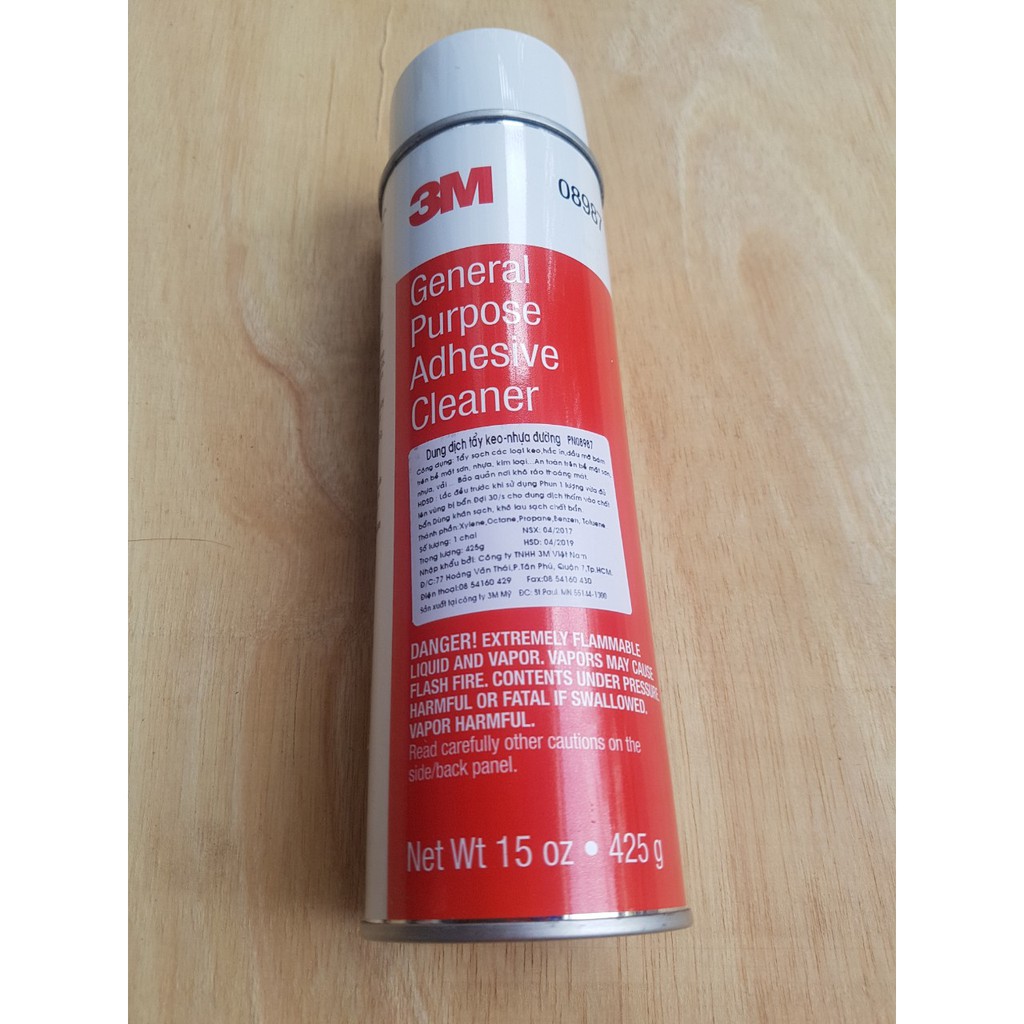 3M
08987
General
Purpose
Adhesive
Cleaner
Dung dịch tẩy keo-nhựa đường PN08987
Công dụng: Tẩy sạch các loại keo,hắc ín,dầu mỡ bám
trên bề mặt sơn, nhựa, kim loại...An toàn trên bề mặt sơn,
nhựa, vải... Bảo quản nơi khô ráo thoáng mát.
HDSD : Lắc đều trước khi sử dụng Phun 1 lượng vừa đủ
lên vùng bị bẩn.Đợi 30/s cho dung dịch thấm vào chất
bẩn.Dùng khăn sạch, khô lau sạch chất bẩn.
Thành phần:Xylene,Octane,Propane,Benzen, Toluene
Số lượng: 1 chai NSX: 04/2017
Trọng lượng: 425g HSD: 04/2019
Nhập khẩu bởi: Công ty TNHH 3M Việt Nam
Đ/C:77 Hoàng Văn Thái,P.Tân Phú, Quận 7,Tp.HCM.
Điện thoại:08 54160 429 Fax:08 54160 430
Sản xuất tại công ty 3M Mỹ ĐC: St.Paul, MN 55144-1000
DANGER! EXTREMELY FLAMMABLE
LIQUID AND VAPOR. VAPORS MAY CAUSE
FLASH FIRE. CONTENTS UNDER PRESSURE
HARMFUL OR FATAL IF SWALLOWED.
VAPOR HARMFUL.
Read carefully other cautions on the
side/back panel.
Net Wt 15 oz • 425 g